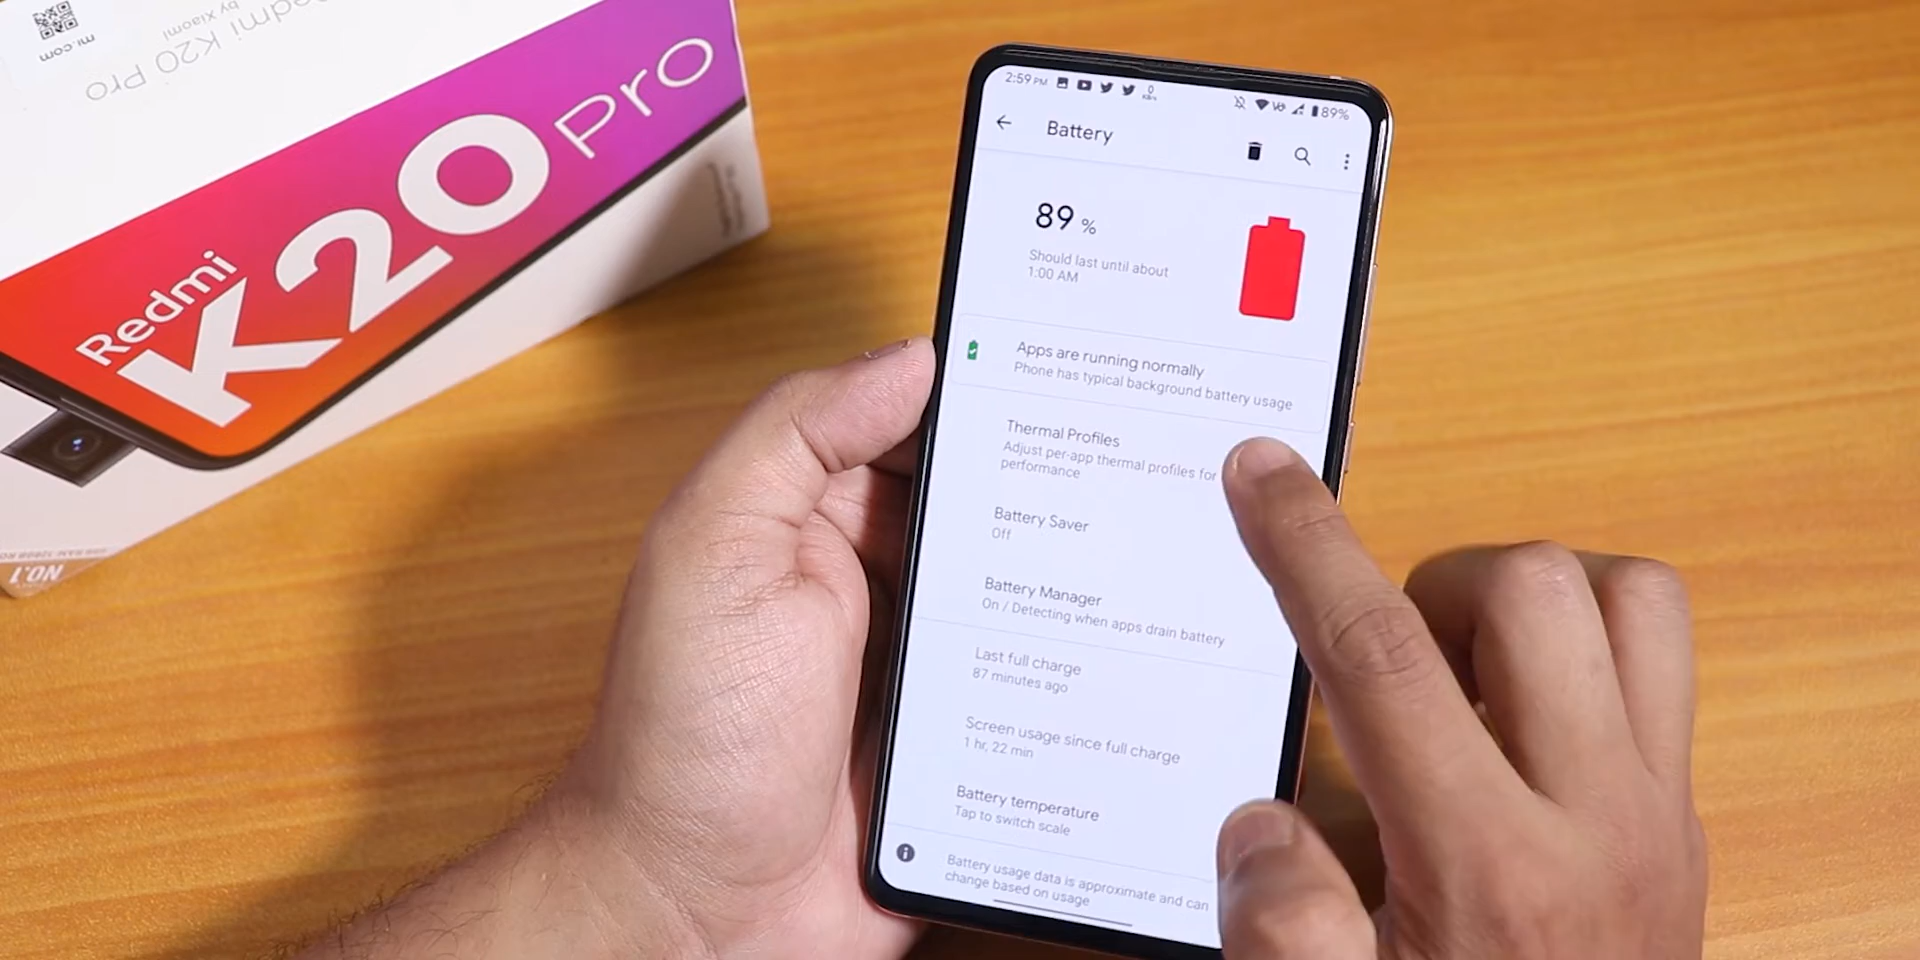 mi.com
Redmi K20 Pro
by Xiaomi
Redmi
K20 Pro
NO.1
2:59 PM
89%
Battery
89 %
Should last until about
1:00 AM
Apps are running normally
Phone has typical background battery usage
Thermal Profiles
Adjust per-app thermal profiles for
performance
Battery Saver
Off
Battery Manager
On / Detecting when apps drain battery
Last full charge
87 minutes ago
Screen usage since full charge
1 hr, 22 min
Battery temperature
Tap to switch scale
Battery usage data is approximate and can
change based on usage